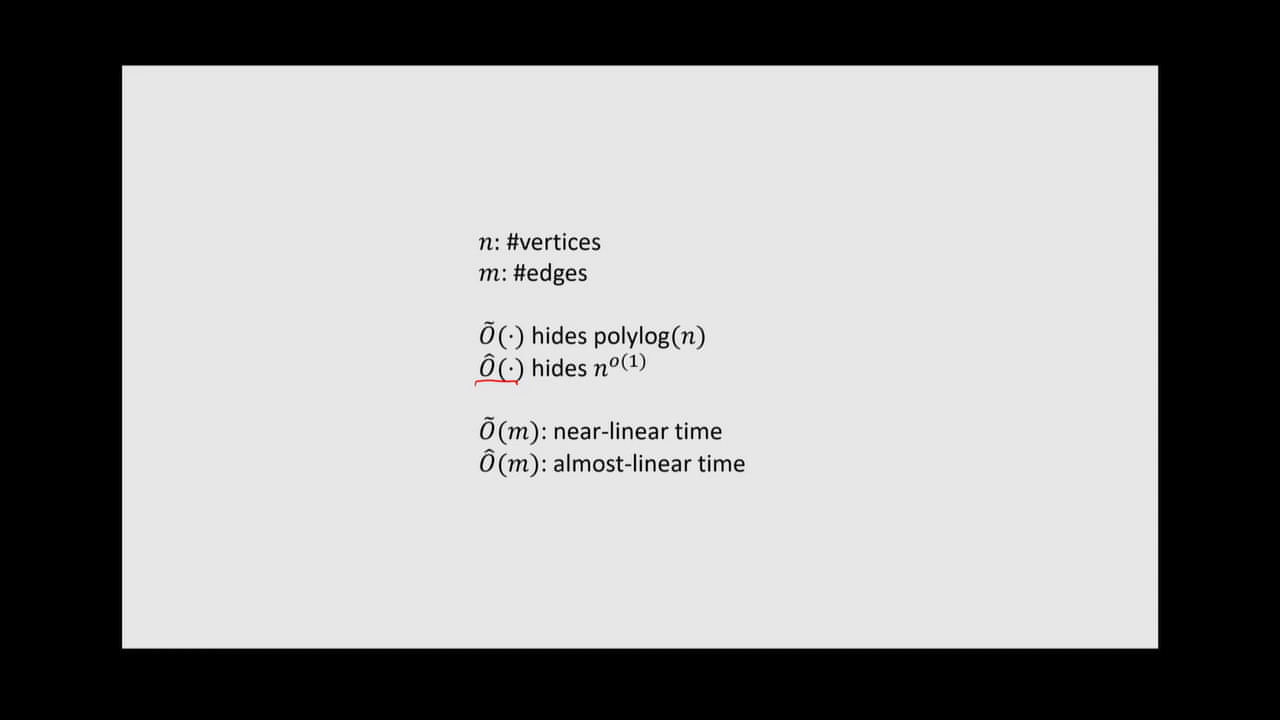 n: #vertices
m: #edges
Õ(·) hides polylog(n)
Ô(·) hides n^{o(1)}
Õ(m): near-linear time
Ô(m): almost-linear time